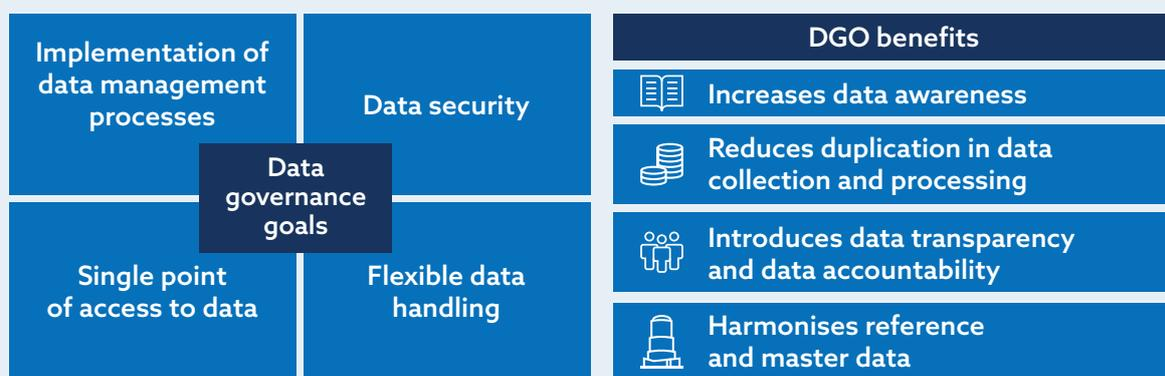 Implementation of
data management
processes
Data security
Data
governance
goals
Single point
of access to data
Flexible data
handling
DGO benefits
Increases data awareness
Reduces duplication in data
collection and processing
Introduces data transparency
and data accountability
Harmonises reference
and master data